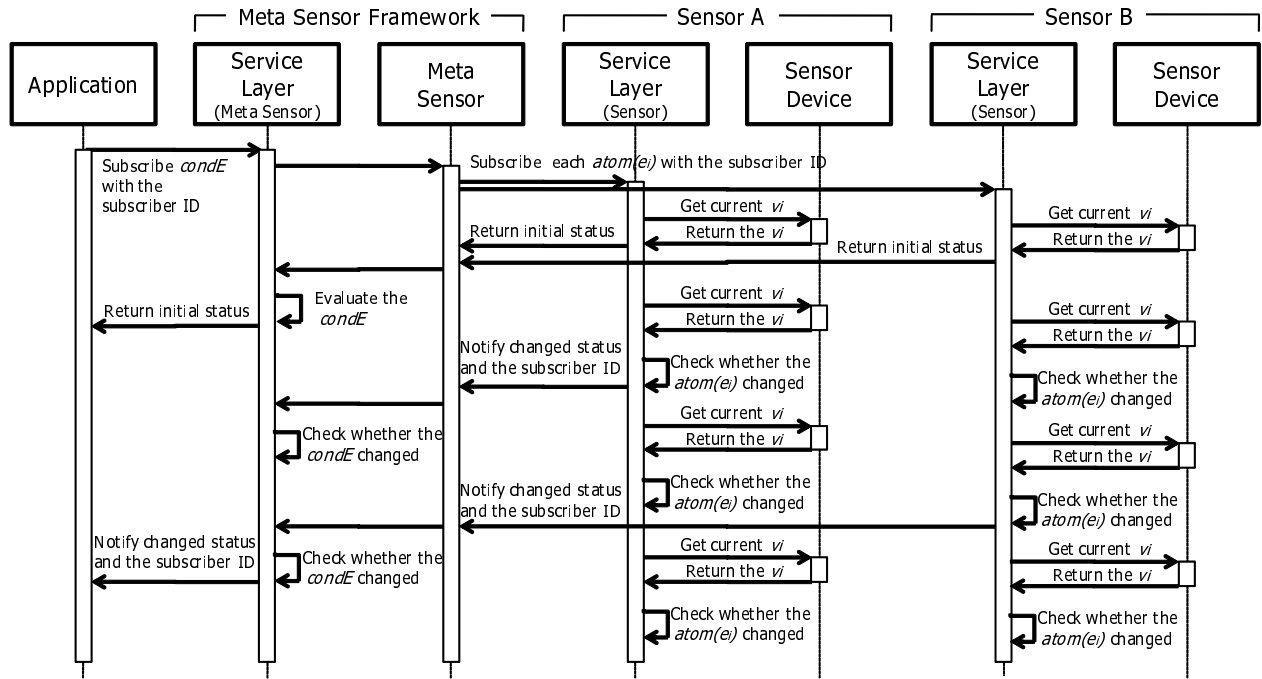 Meta Sensor Framework
Sensor A
Sensor B
Application
Service
Layer
(Meta Sensor)
Meta
Sensor
Service
Layer
(Sensor)
Sensor
Device
Service
Layer
(Sensor)
Sensor
Device
Subscribe condE
with the
subscriber ID
Subscribe each atom(ei) with the subscriber ID
Get current vi
Return the vi
Return initial status
Get current vi
Return the vi
Return initial status
Evaluate the
condE
Return initial status
Get current vi
Return the vi
Get current vi
Return the vi
Notify changed status
and the subscriber ID
Check whether the
atom(ei) changed
Check whether the
atom(ei) changed
Check whether the
condE changed
Get current vi
Return the vi
Get current vi
Return the vi
Notify changed status
and the subscriber ID
Check whether the
atom(ei) changed
Check whether the
atom(ei) changed
Notify changed status
and the subscriber ID
Check whether the
condE changed
Get current vi
Return the vi
Get current vi
Return the vi
Check whether the
atom(ei) changed
Check whether the
atom(ei) changed